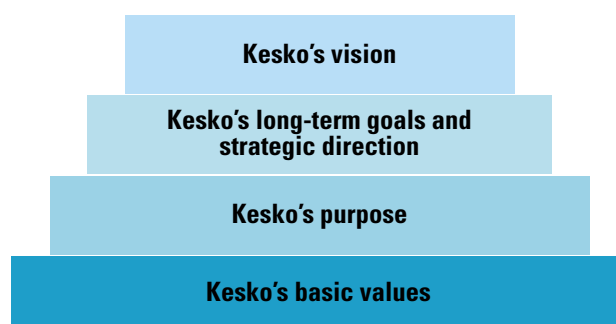 Kesko’s vision
Kesko’s long-term goals and
strategic direction
Kesko’s purpose
Kesko’s basic values